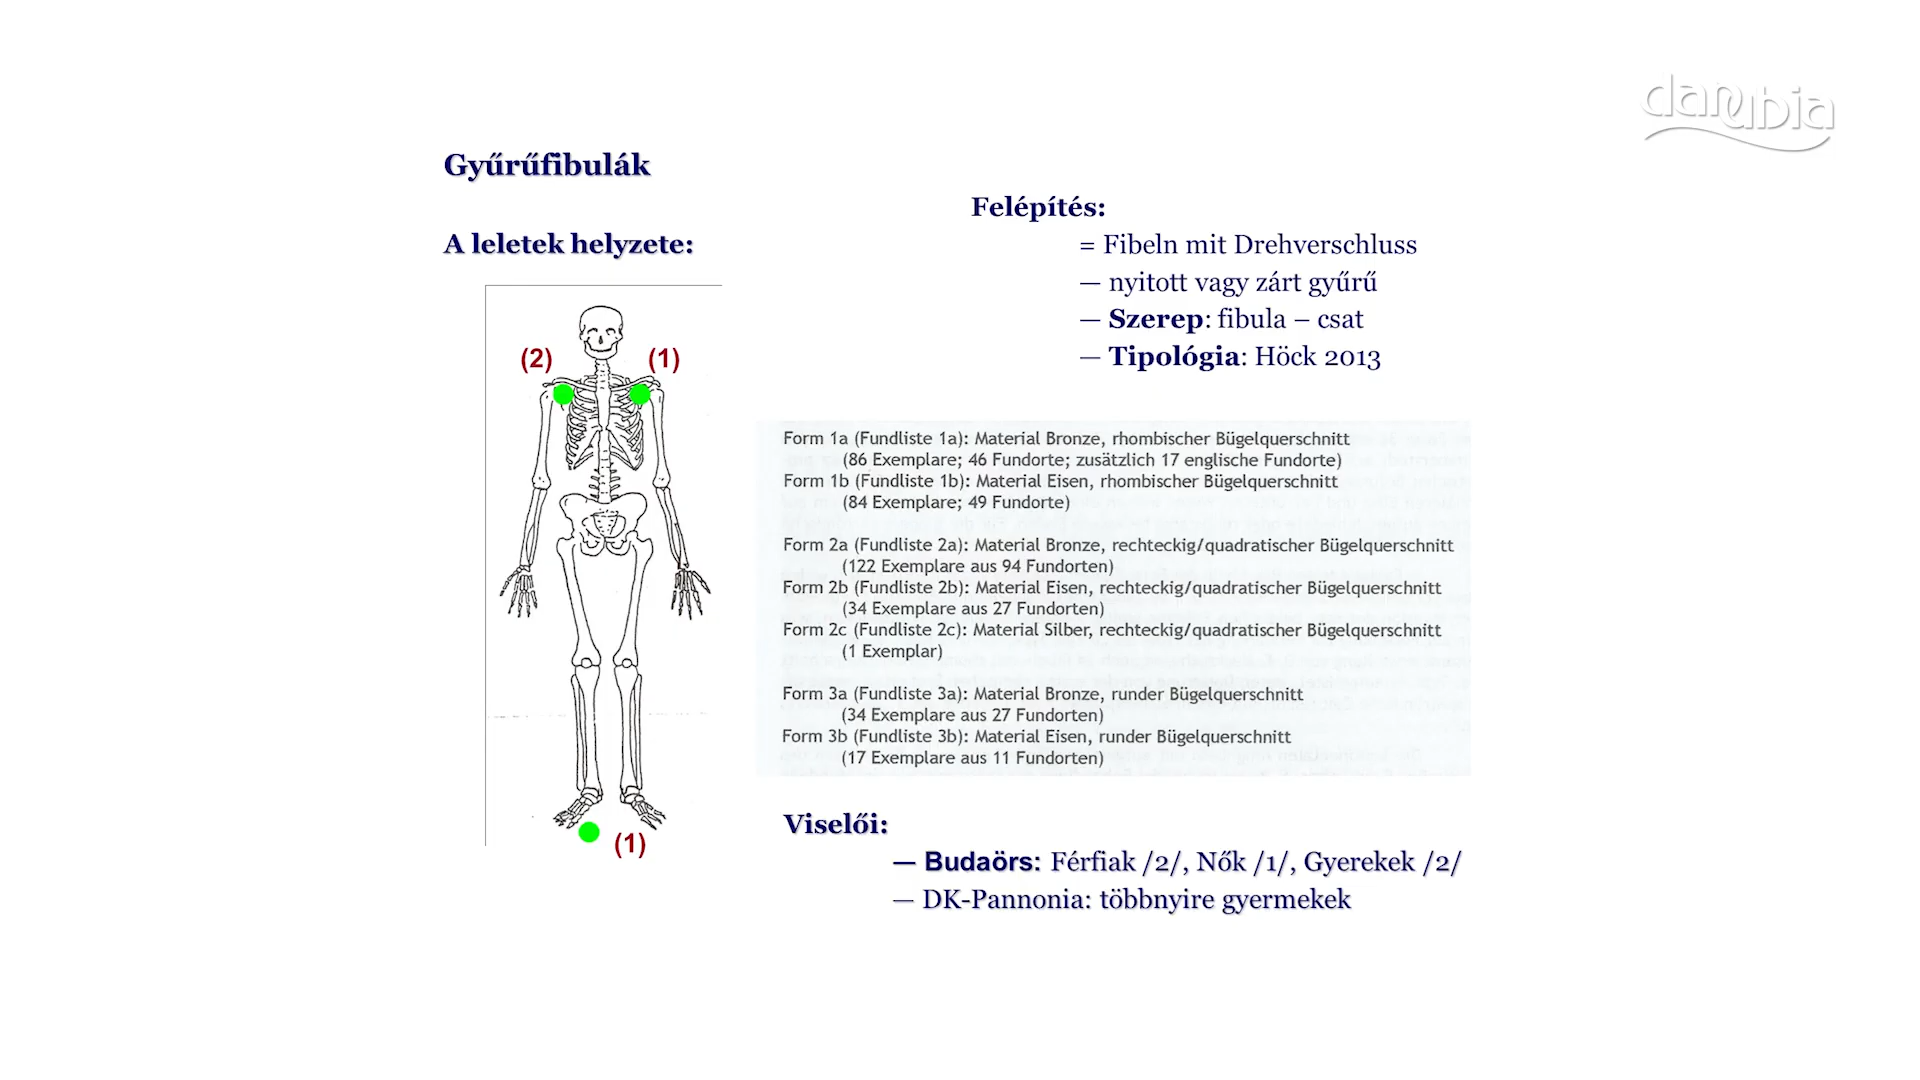 danubia
Gyűrűfibulák
A leletek helyzete:
(2)
(1)
(1)
Felépítés:
= Fibeln mit Drehverschluss
— nyitott vagy zárt gyűrű
— Szerep: fibula – csat
— Tipológia: Höck 2013
Form 1a (Fundliste 1a): Material Bronze, rhombischer Bügelquerschnitt
(86 Exemplare; 46 Fundorte; zusätzlich 17 englische Fundorte)
Form 1b (Fundliste 1b): Material Eisen, rhombischer Bügelquerschnitt
(84 Exemplare; 49 Fundorte)
Form 2a (Fundliste 2a): Material Bronze, rechteckig/quadratischer Bügelquerschnitt
(122 Exemplare aus 94 Fundorten)
Form 2b (Fundliste 2b): Material Eisen, rechteckig/quadratischer Bügelquerschnitt
(34 Exemplare aus 27 Fundorten)
Form 2c (Fundliste 2c): Material Silber, rechteckig/quadratischer Bügelquerschnitt
(1 Exemplar)
Form 3a (Fundliste 3a): Material Bronze, runder Bügelquerschnitt
(34 Exemplare aus 27 Fundorten)
Form 3b (Fundliste 3b): Material Eisen, runder Bügelquerschnitt
(17 Exemplare aus 11 Fundorten)
Viselői:
— Budaörs: Férfiak /2/, Nők /1/, Gyerekek /2/
— DK-Pannonia: többnyire gyermekek